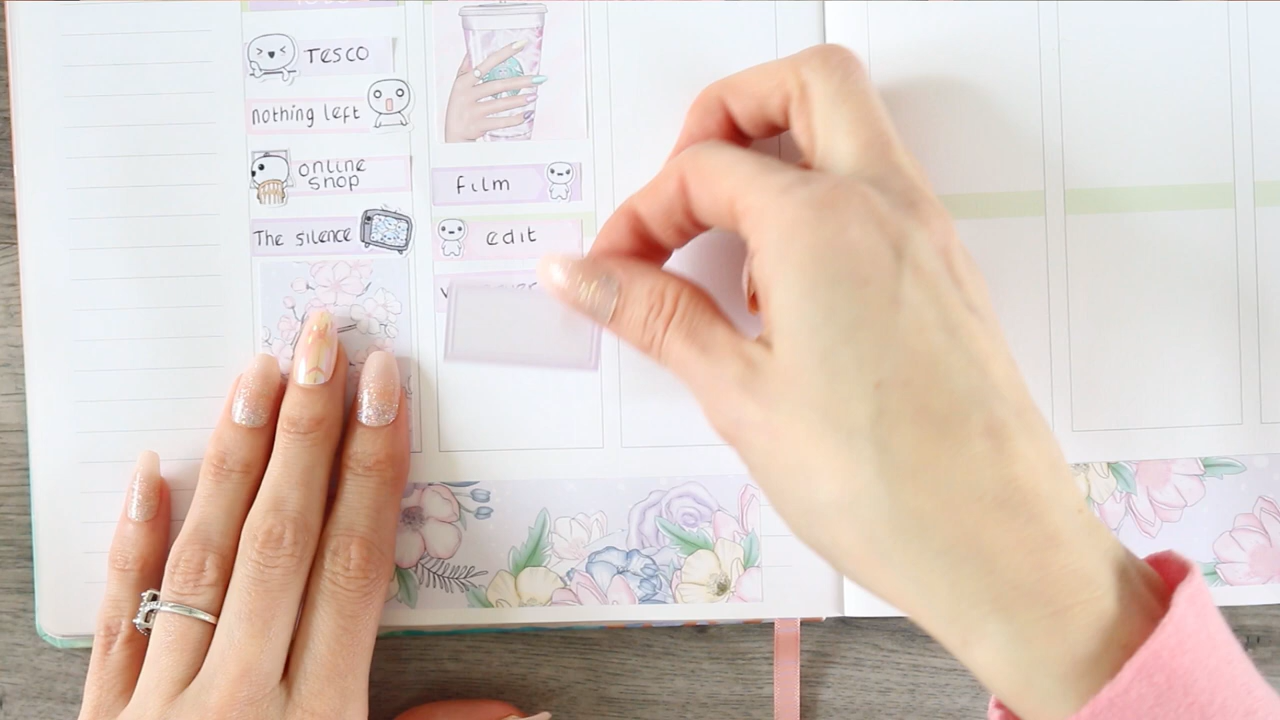 TESCO
nothing left
online
shop
The silence
film
edit